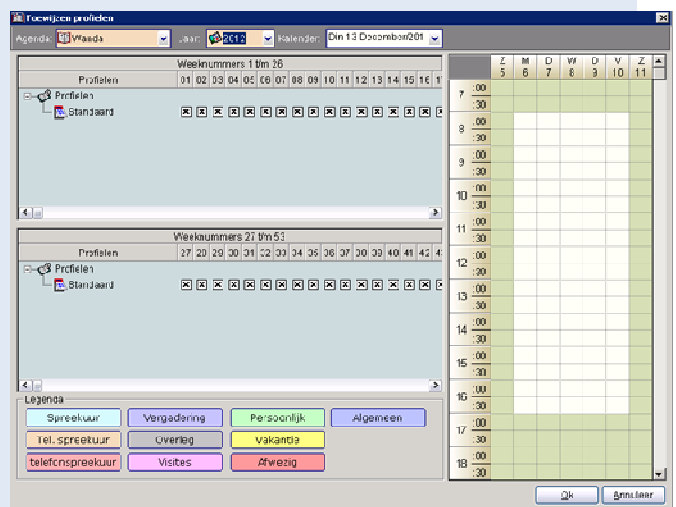 Toewijzen profielen
Agenda: Wanda Jaar: 2012 Kalender: Din 13 December 201
Weeknummers 1 t/m 26
Profielen 01 02 03 04 05 06 07 08 09 10 11 12 13 14 15 16
Profielen
Standaard
Weeknummers 27 t/m 53
Profielen 27 28 29 30 31 32 33 34 35 36 37 38 39 40 41 42
Profielen
Standaard
Legenda
Spreekuur Vergadering Persoonlijk Algemeen
Tel. spreekuur Overleg Vakantie
telefonspreekuur Visites Afwezig
Z M D W D V Z
5 6 7 8 9 10 11
7 :00
:30
8 :00
:30
9 :00
:30
10 :00
:30
11 :00
:30
12 :00
:30
13 :00
:30
14 :00
:30
15 :00
:30
16 :00
:30
17 :00
:30
18 :00
:30
Ok Annuleer